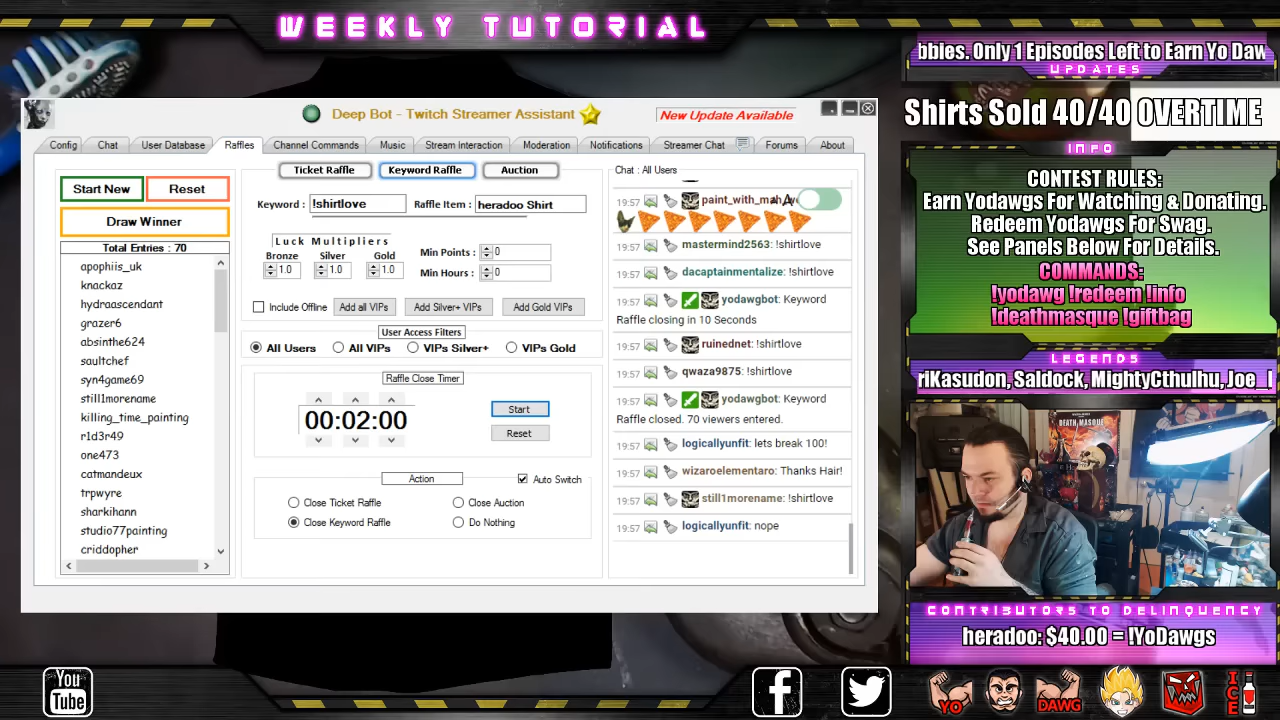 WEEKLY TUTORIAL
bbies. Only 1 Episodes Left to Earn Yo Daw
UPDATES
Shirts Sold 40/40 OVERTIME
INFO
CONTEST RULES:
Earn Yodawgs For Watching & Donating.
Redeem Yodawgs For Swag.
See Panels Below For Details.
COMMANDS:
!yodawg !redeem !info
!deathmasque !giftbag
LEGENDS
riKasudon, Saldock, MightyCthulhu, Joe_
DEATH MASQUE
CONTRIBUTORS TO DELINQUENCY
heradoo: $40.00 = !YoDawgs
Deep Bot - Twitch Streamer Assistant
New Update Available
Config Chat User Database Raffles Channel Commands Music Stream Interaction Moderation Notifications Streamer Chat Forums About
Start New Reset
Draw Winner
Total Entries : 70
apophiis_uk
knackaz
hydraascendant
grazer6
absinthe624
saultchef
syn4game69
still1morename
killing_time_painting
r1d3r49
one473
catmandeux
trpwyre
sharkihann
studio77painting
criddopher
Ticket Raffle Keyword Raffle Auction
Keyword : !shirtlove Raffle Item : heradoo Shirt
Luck Multipliers
Bronze Silver Gold
1.0 1.0 1.0
Min Points : 0
Min Hours : 0
Include Offline Add all VIPs Add Silver+ VIPs Add Gold VIPs
User Access Filters
All Users All VIPs VIPs Silver+ VIPs Gold
Raffle Close Timer
00:02:00
Start
Reset
Action
Auto Switch
Close Ticket Raffle Close Auction
Close Keyword Raffle Do Nothing
Chat : All Users
19:57 paint_with_mah
A A
19:57 mastermind2563: !shirtlove
19:57 dacaptainmentalize: !shirtlove
19:57 yodawgbot: Keyword
Raffle closing in 10 Seconds
19:57 ruinednet: !shirtlove
19:57 qwaza9875: !shirtlove
19:57 yodawgbot: Keyword
Raffle closed. 70 viewers entered.
19:57 logicallyunfit: lets break 100!
19:57 wizaroelementaro: Thanks Hair!
19:57 still1morename: !shirtlove
19:57 logicallyunfit: nope
You
Tube
YO
DAWG
ICE